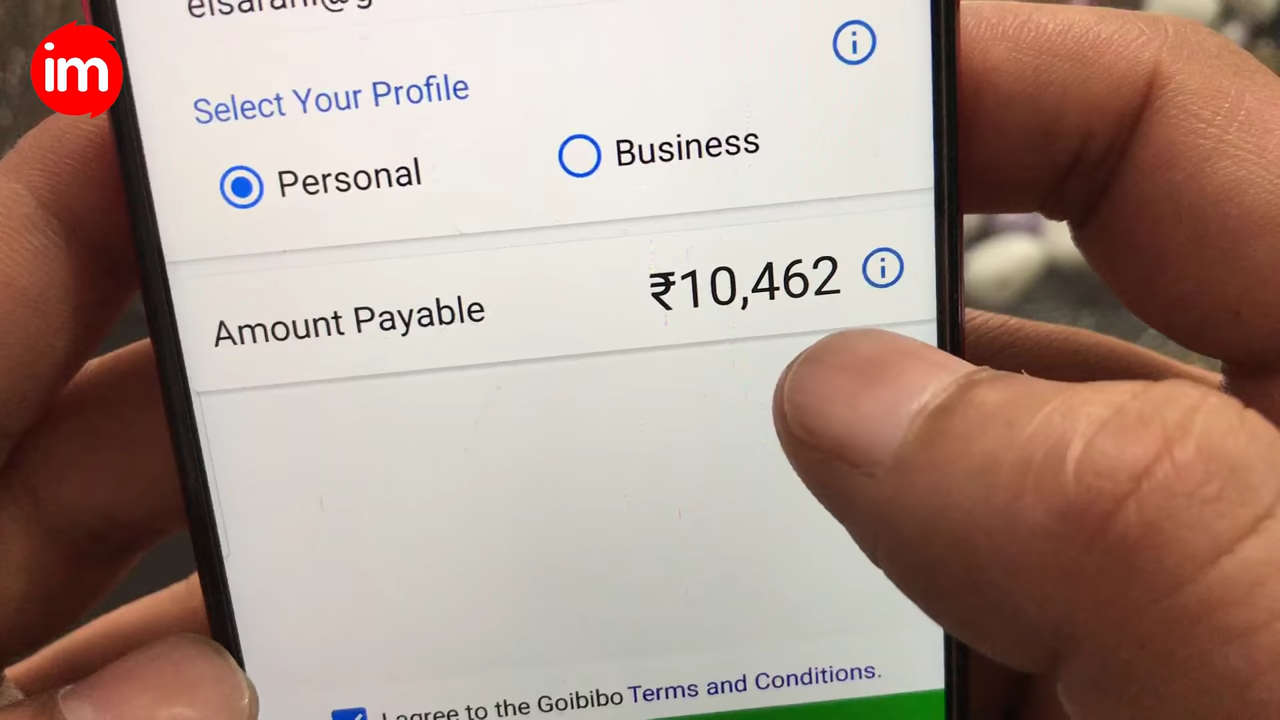 im
Select Your Profile
Personal
Business
Amount Payable
₹10,462
I agree to the Goibibo Terms and Conditions.